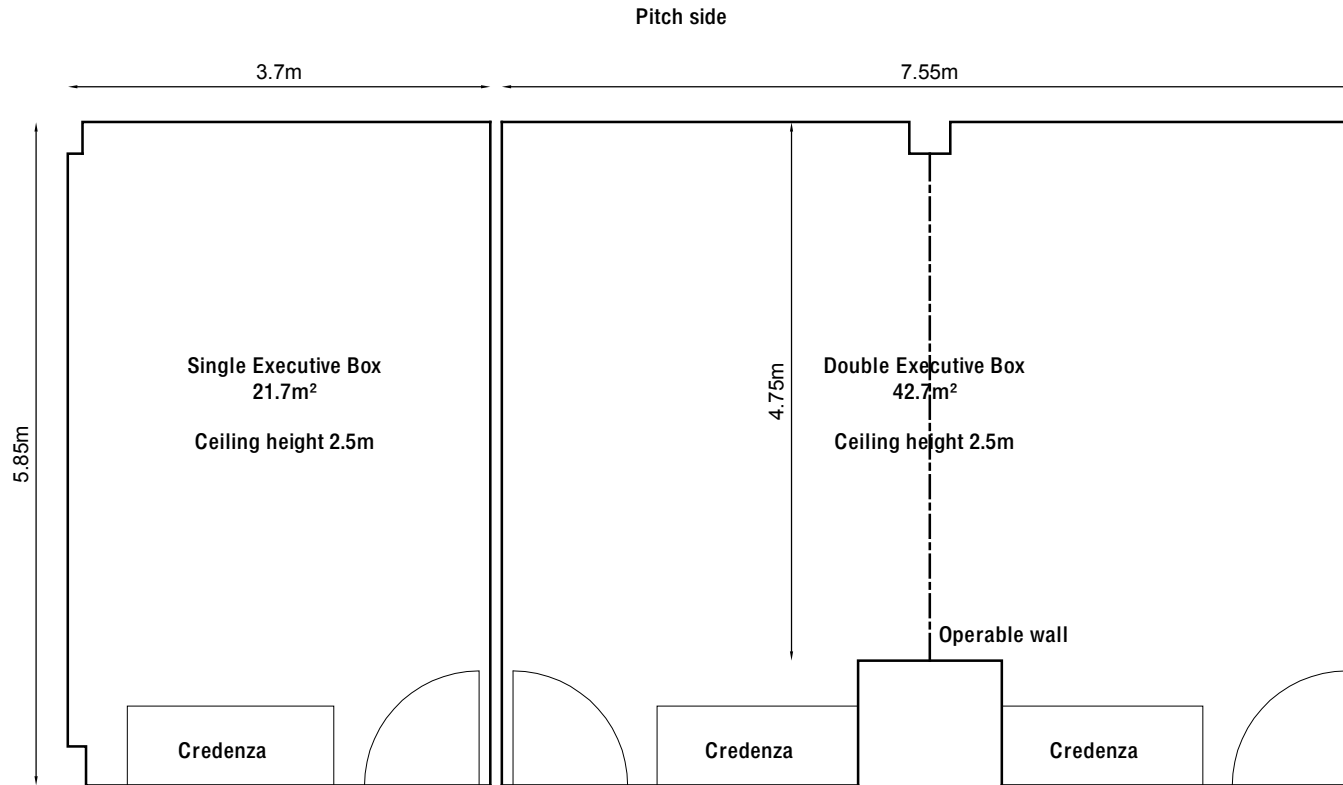 Pitch side
3.7m
7.55m
Single Executive Box
21.7m²
Ceiling height 2.5m
5.85m
4.75m
Double Executive Box
42.7m²
Ceiling height 2.5m
Operable wall
Credenza
Credenza
Credenza